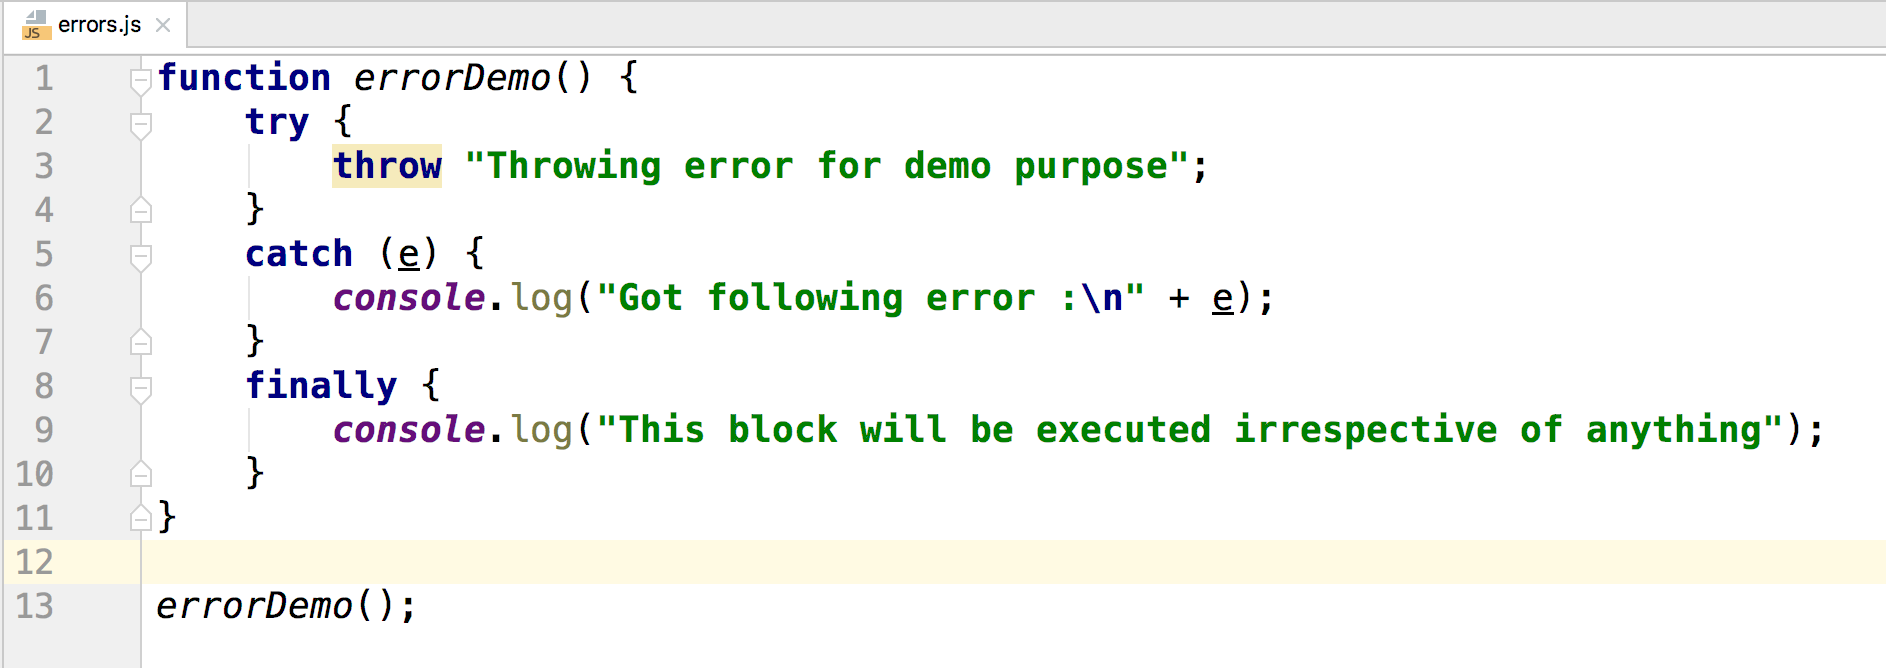 JS errors.js
1 function errorDemo() {
2     try {
3         throw "Throwing error for demo purpose";
4     }
5     catch (e) {
6         console.log("Got following error :\n" + e);
7     }
8     finally {
9         console.log("This block will be executed irrespective of anything");
10     }
11 }
12
13 errorDemo();